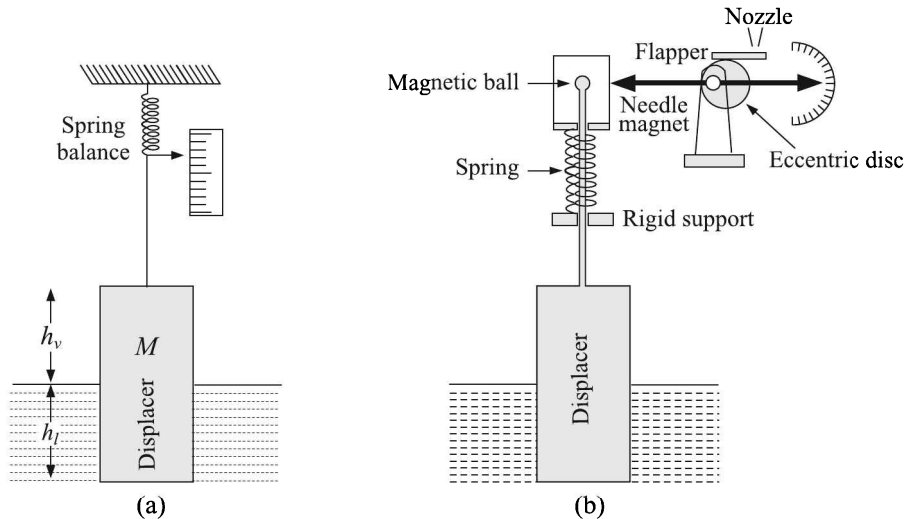 Spring
balance
h_v
M
Displacer
h_l
(a)
Nozzle
Flapper
Magnetic ball
Needle
magnet
Eccentric disc
Spring
Rigid support
Displacer
(b)